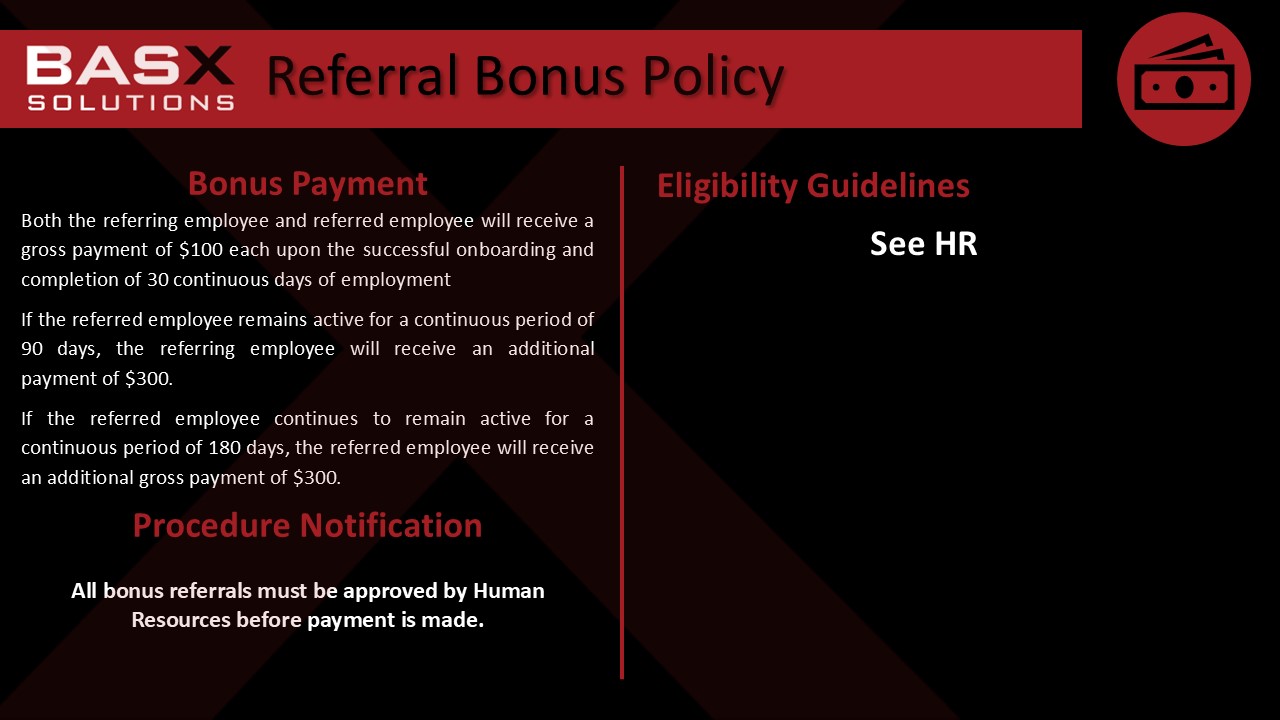 BASX
SOLUTIONS
Referral Bonus Policy
Bonus Payment
Both the referring employee and referred employee will receive a
gross payment of $100 each upon the successful onboarding and
completion of 30 continuous days of employment
If the referred employee remains active for a continuous period of
90 days, the referring employee will receive an additional
payment of $300.
If the referred employee continues to remain active for a
continuous period of 180 days, the referred employee will receive
an additional gross payment of $300.
Procedure Notification
All bonus referrals must be approved by Human
Resources before payment is made.
Eligibility Guidelines
See HR